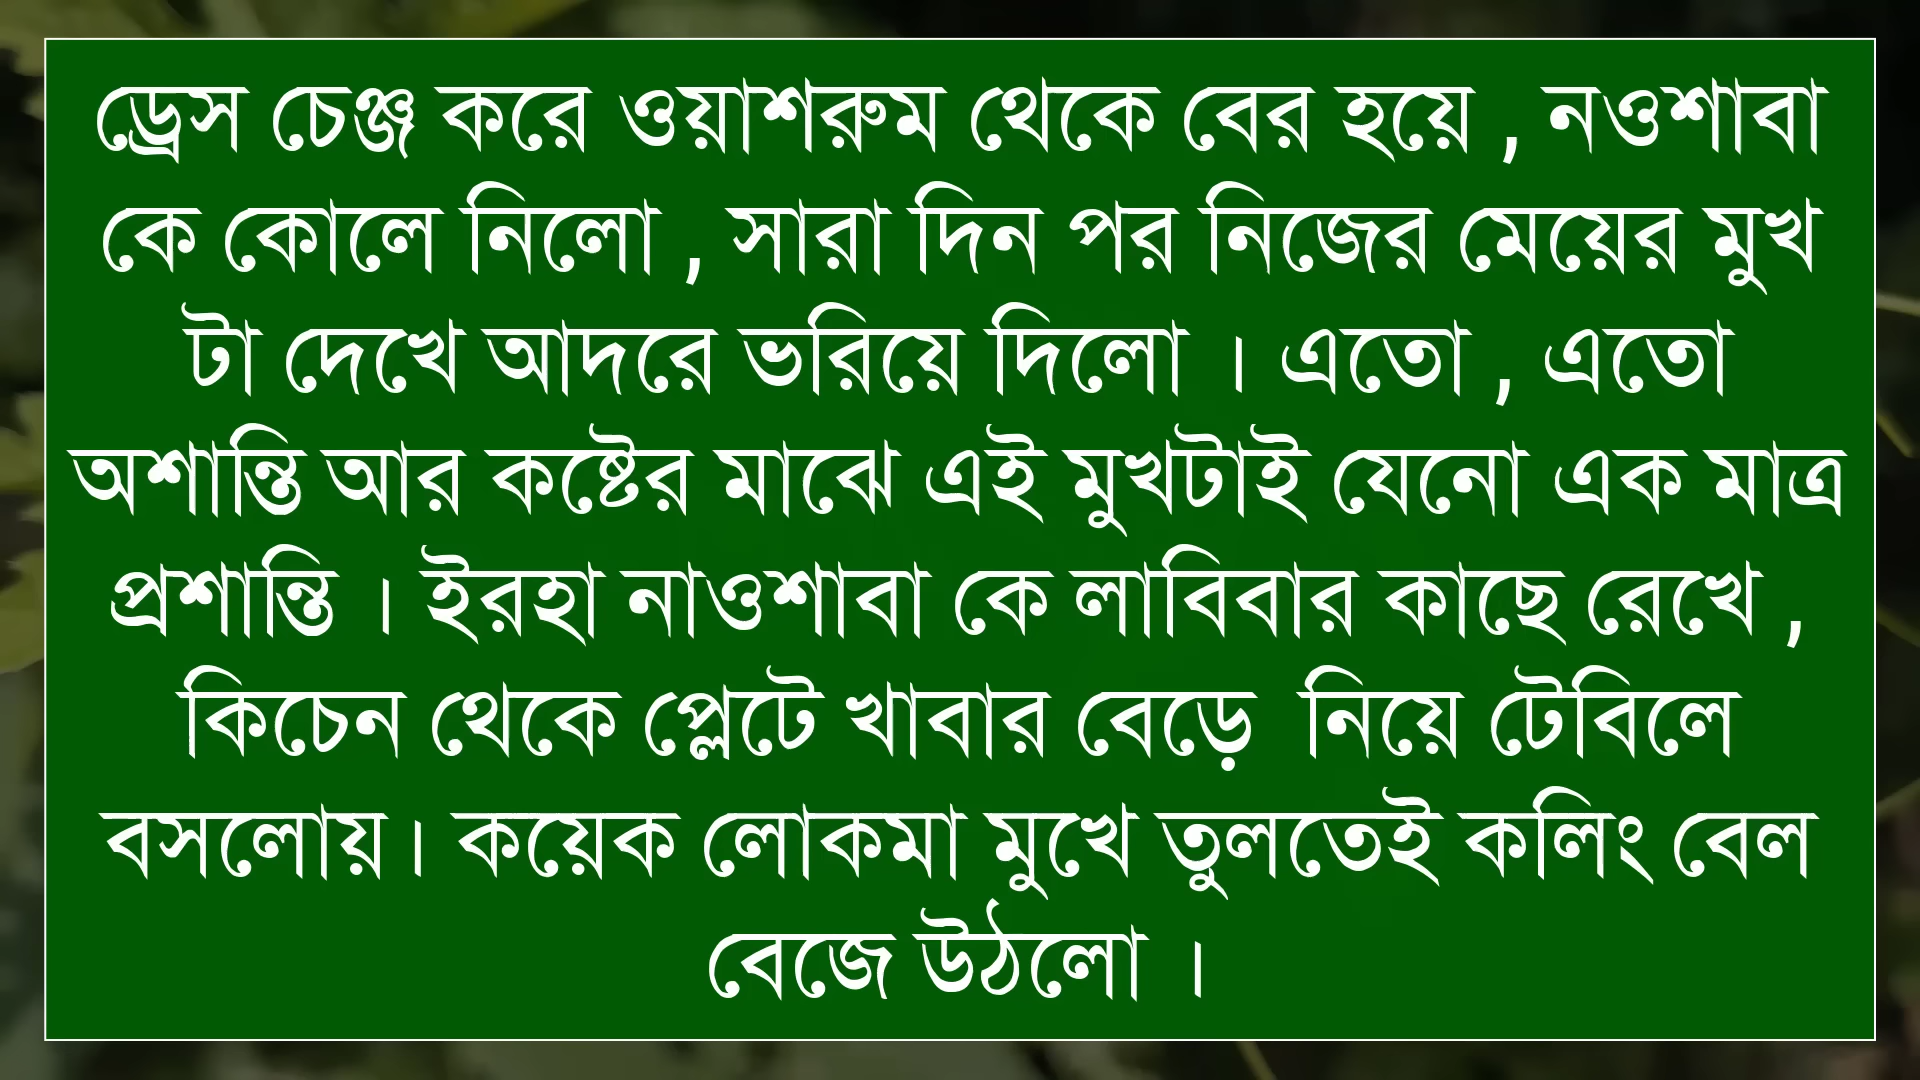 ড্রেস চেঞ্জ করে ওয়াশরুম থেকে বের হয়ে , নওশাবা
কে কোলে নিলো , সারা দিন পর নিজের মেয়ের মুখ
টা দেখে আদরে ভরিয়ে দিলো । এতো , এতো
অশান্তি আর কষ্টের মাঝে এই মুখটাই যেনো এক মাত্র
প্রশান্তি । ইরহা নাওশাবা কে লাবিবার কাছে রেখে ,
কিচেন থেকে প্লেটে খাবার বেড়ে  নিয়ে টেবিলে
বসলোয়। কয়েক লোকমা মুখে তুলতেই কলিং বেল
বেজে উঠলো ।